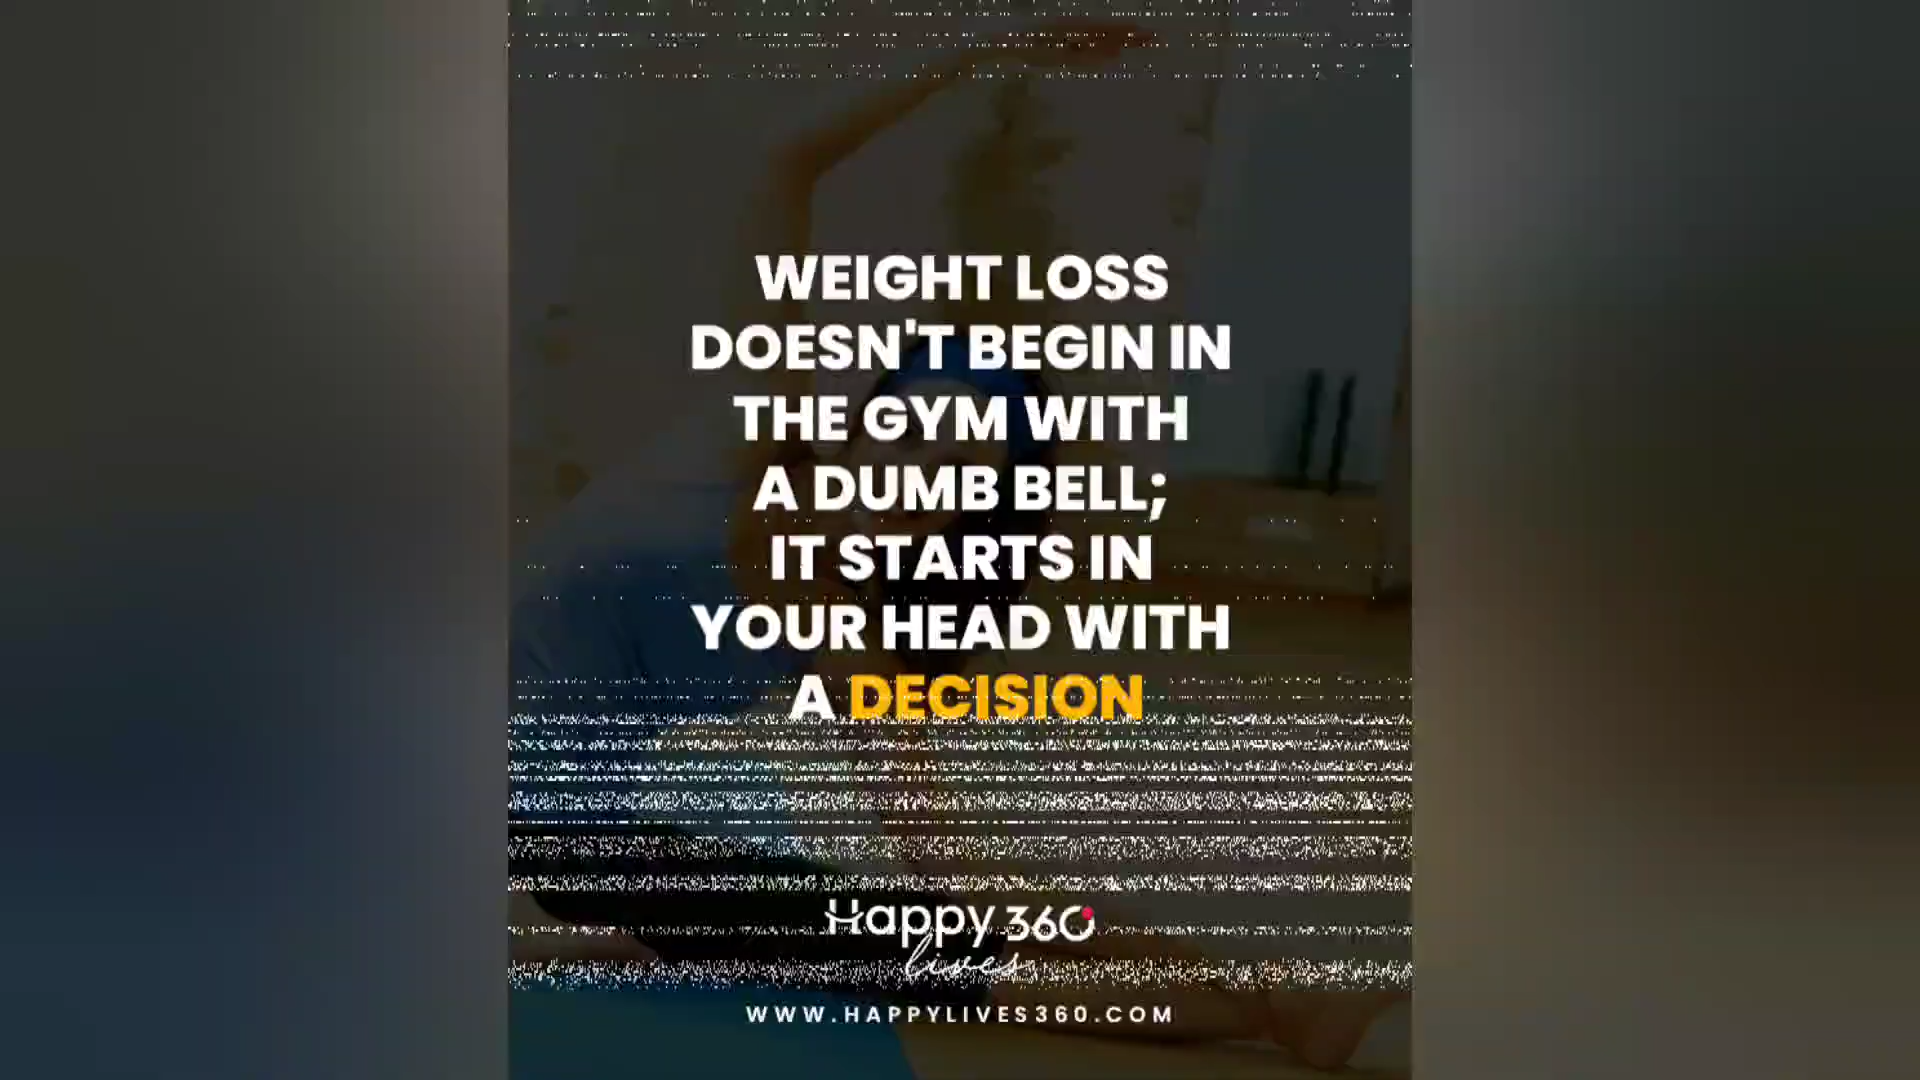 WEIGHT LOSS
DOESN'T BEGIN IN
THE GYM WITH
A DUMB BELL;
IT STARTS IN
YOUR HEAD WITH
A DECISION
Happy 360
lives
WWW.HAPPYLIVES360.COM